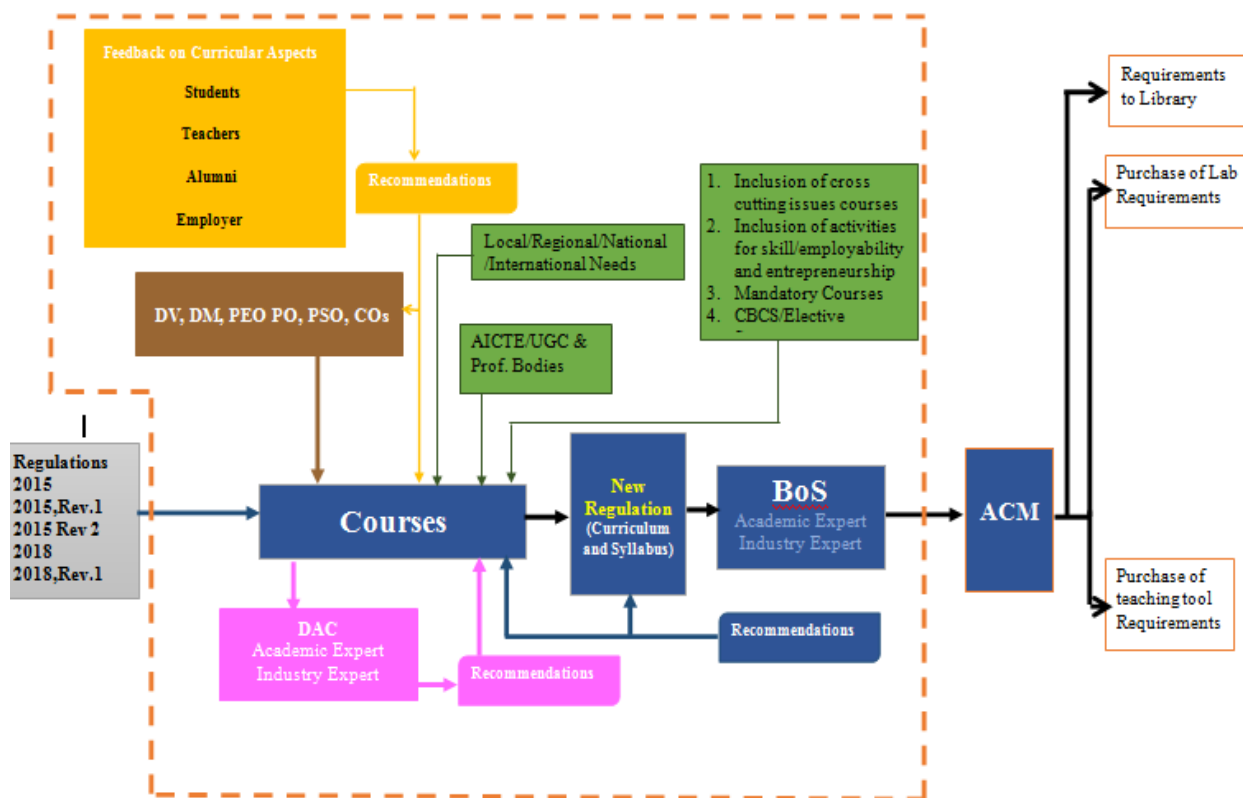 Feedback on Curricular Aspects
Students
Teachers
Alumni
Employer
Recommendations
DV, DM, PEO PO, PSO, COs
Local/Regional/National
/International Needs
AICTE/UGC &
Prof. Bodies
1. Inclusion of cross
cutting issues courses
2. Inclusion of activities
for skill/employability
and entrepreneurship
3. Mandatory Courses
4. CBCS/Elective
Regulations
2015
2015,Rev.1
2015 Rev 2
2018
2018,Rev.1
Courses
New
Regulation
(Curriculum
and Syllabus)
BoS
Academic Expert
Industry Expert
ACM
DAC
Academic Expert
Industry Expert
Recommendations
Recommendations
Requirements
to Library
Purchase of Lab
Requirements
Purchase of
teaching tool
Requirements